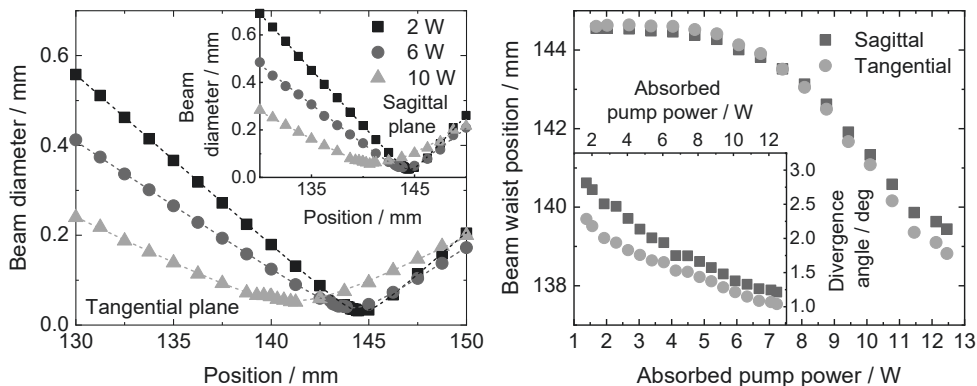 0.6
0.4
0.2
0.0
Beam diameter / mm
130
135
140
145
150
Position / mm
Tangential plane
2 W
6 W
10 W
0.6
0.4
0.2
0.0
Beam
diameter / mm
Sagittal
plane
135
145
Position / mm
144
142
140
138
Beam waist position / mm
1 2 3 4 5 6 7 8 9 10 11 12 13
Absorbed pump power / W
Sagittal
Tangential
Absorbed
pump power / W
2 4 6 8 10 12
3.0
2.5
2.0
1.5
1.0
Divergence
angle / deg